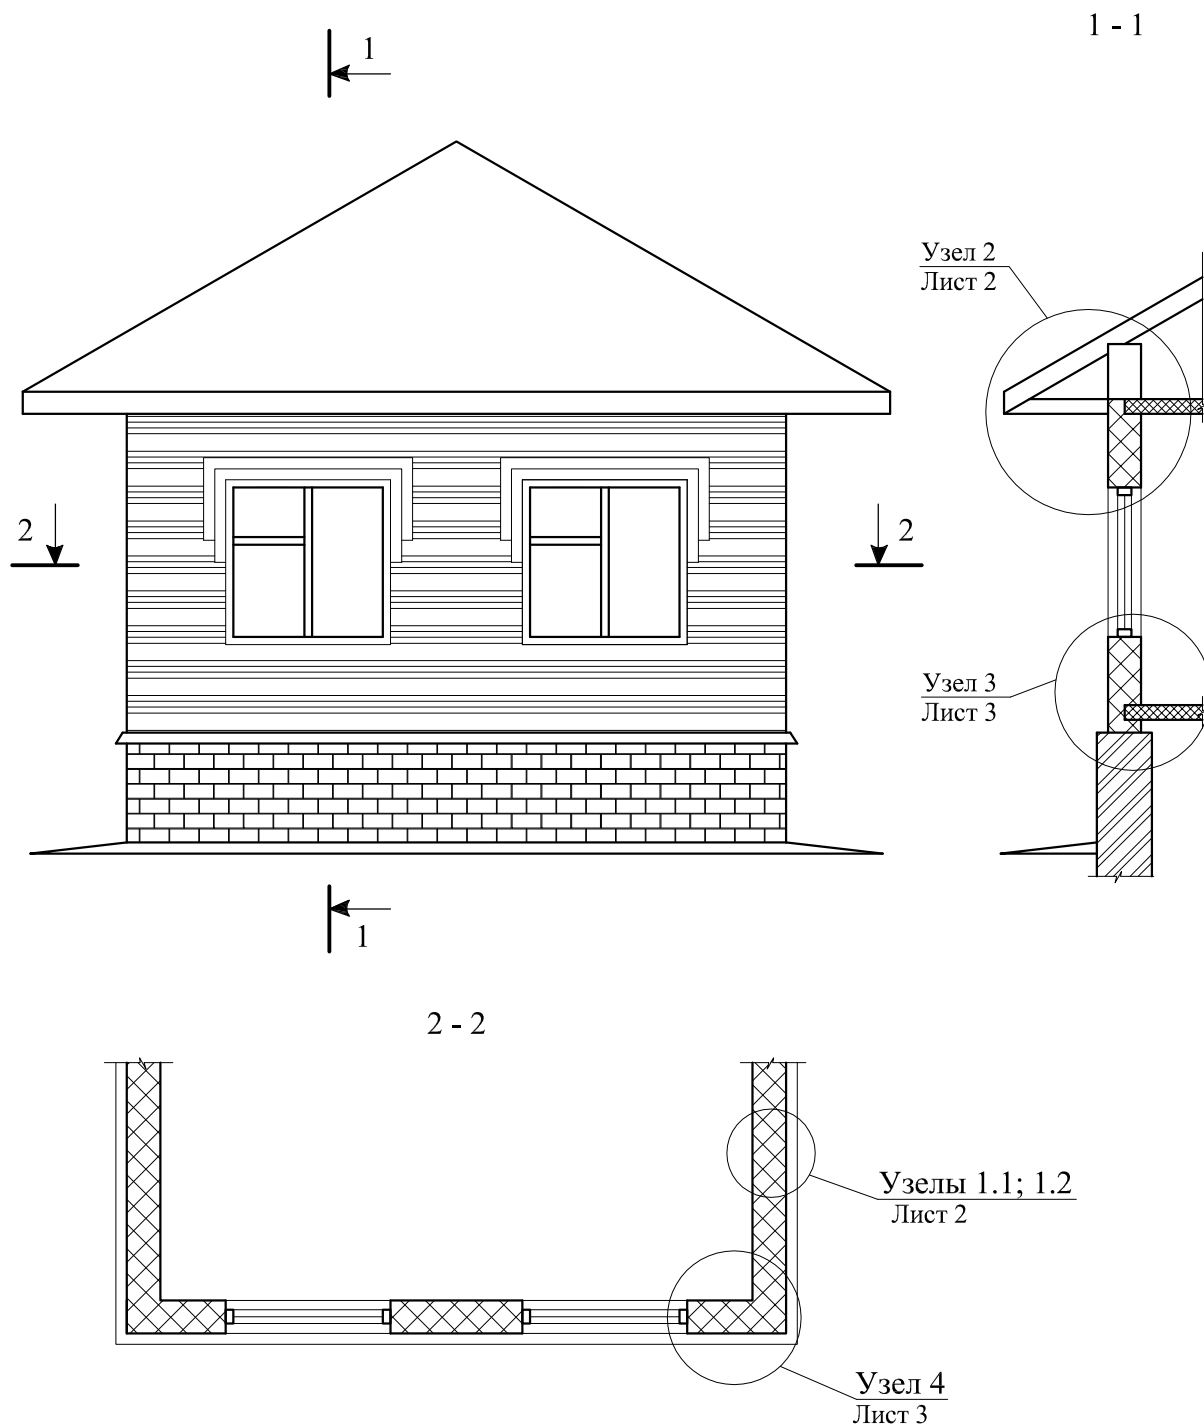 1 - 1
1
Узел 2
Лист 2
2
2
Узел 3
Лист 3
1
2 - 2
Узлы 1.1; 1.2
Лист 2
Узел 4
Лист 3